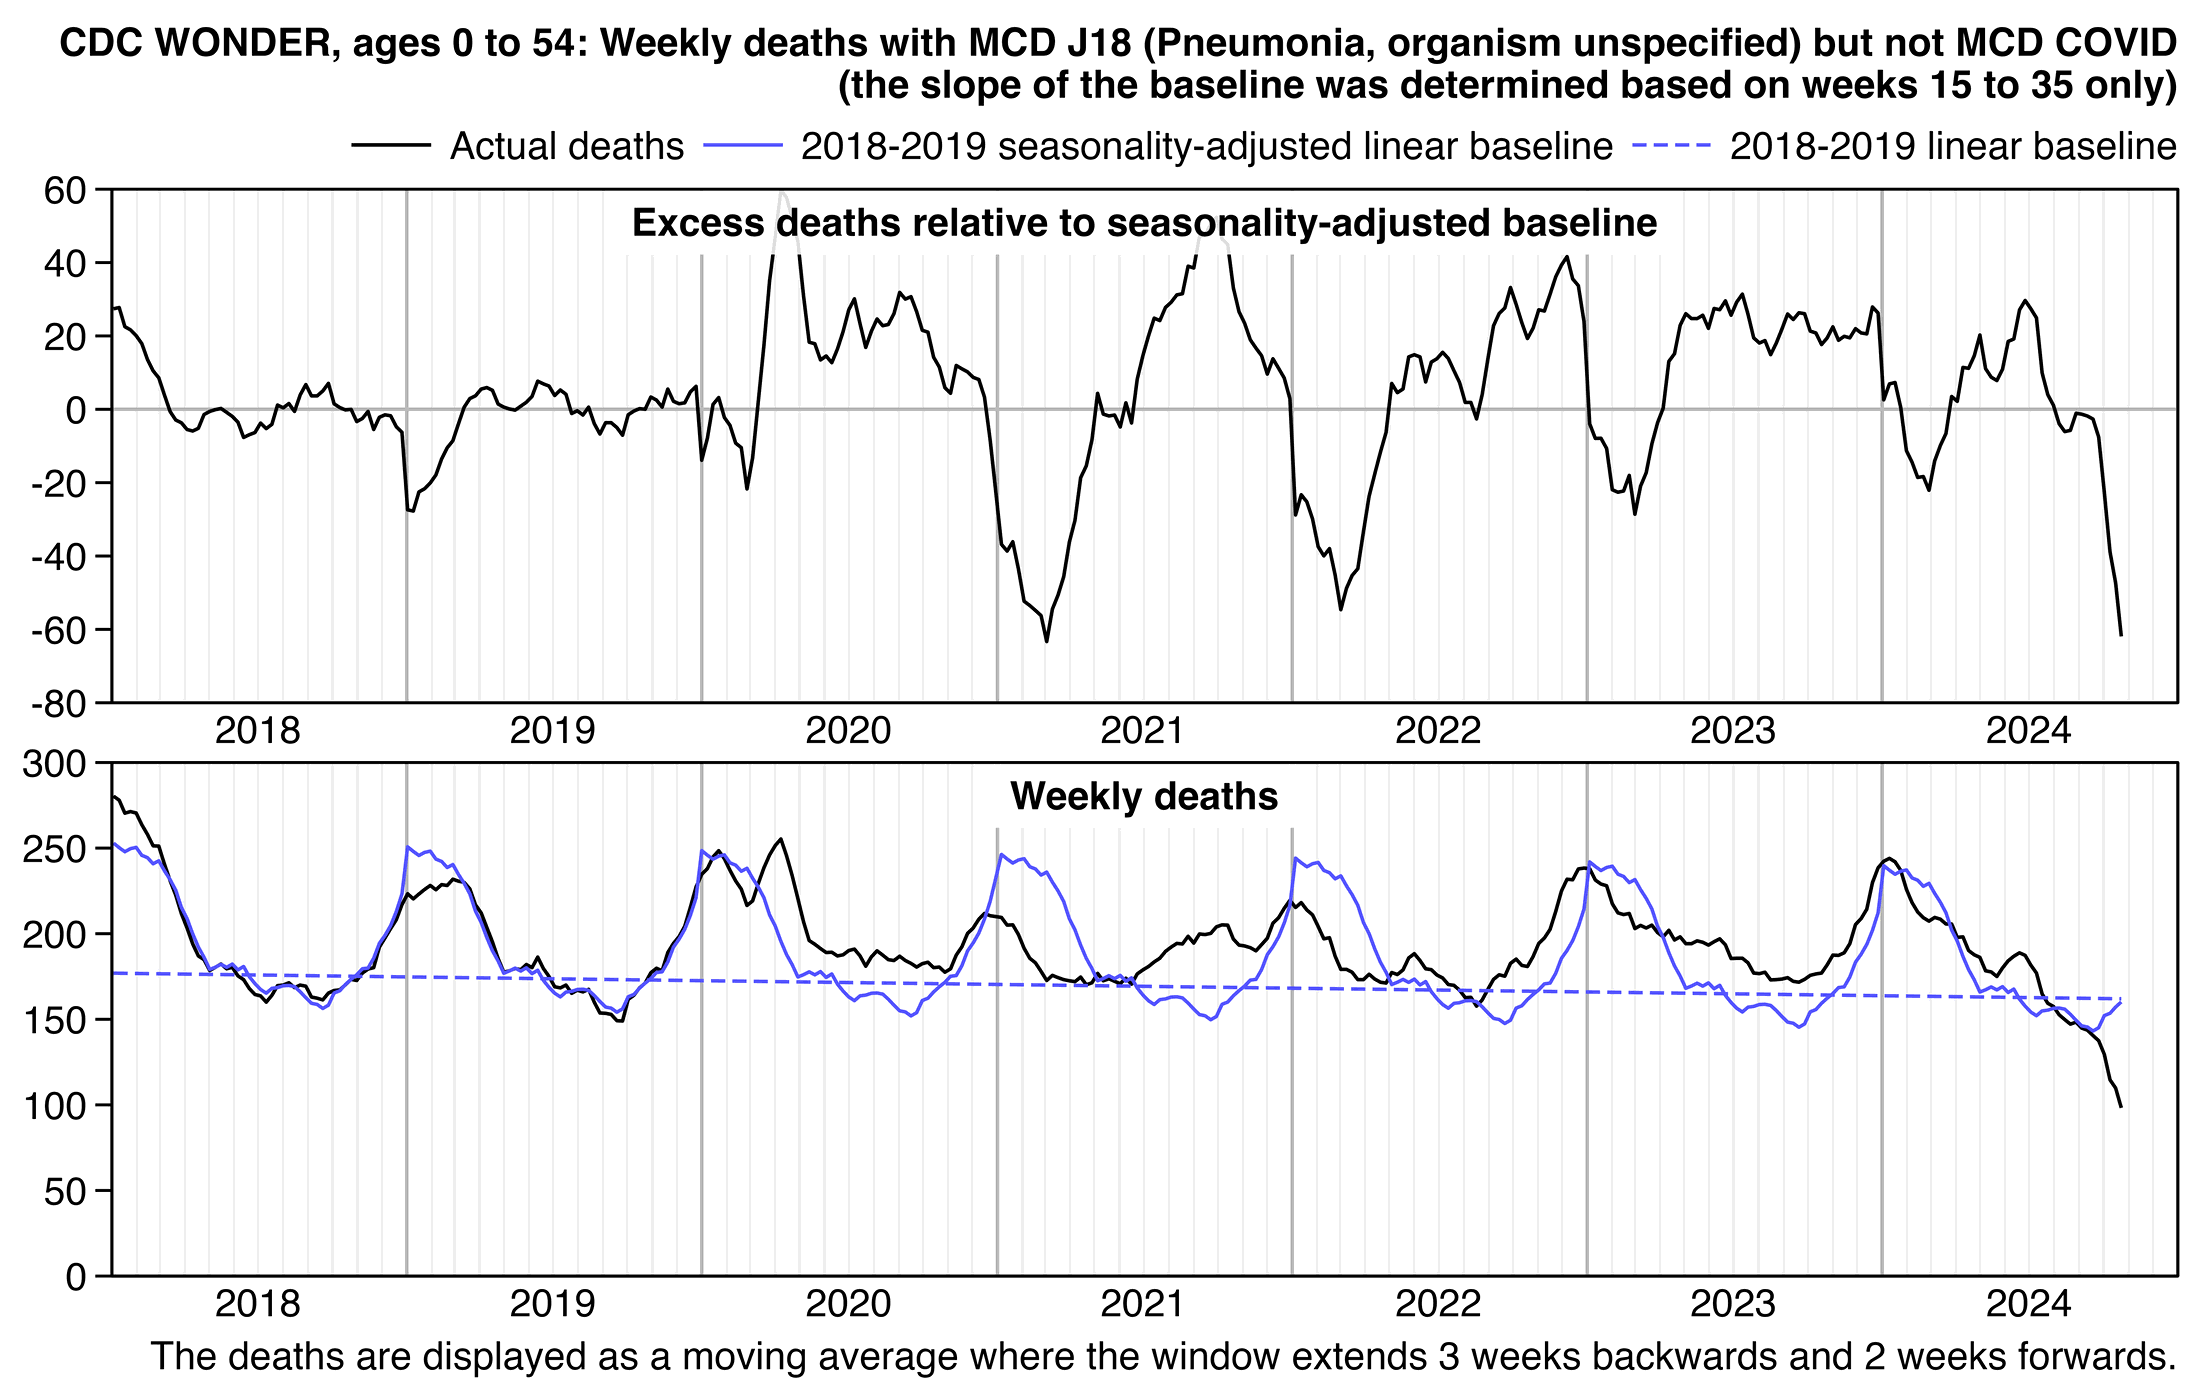 CDC WONDER, ages 0 to 54: Weekly deaths with MCD J18 (Pneumonia, organism unspecified) but not MCD COVID
(the slope of the baseline was determined based on weeks 15 to 35 only)
Actual deaths 2018-2019 seasonality-adjusted linear baseline 2018-2019 linear baseline
Excess deaths relative to seasonality-adjusted baseline
60
40
20
0
-20
-40
-60
-80
2018 2019 2020 2021 2022 2023 2024
Weekly deaths
300
250
200
150
100
50
0
2018 2019 2020 2021 2022 2023 2024
The deaths are displayed as a moving average where the window extends 3 weeks backwards and 2 weeks forwards.